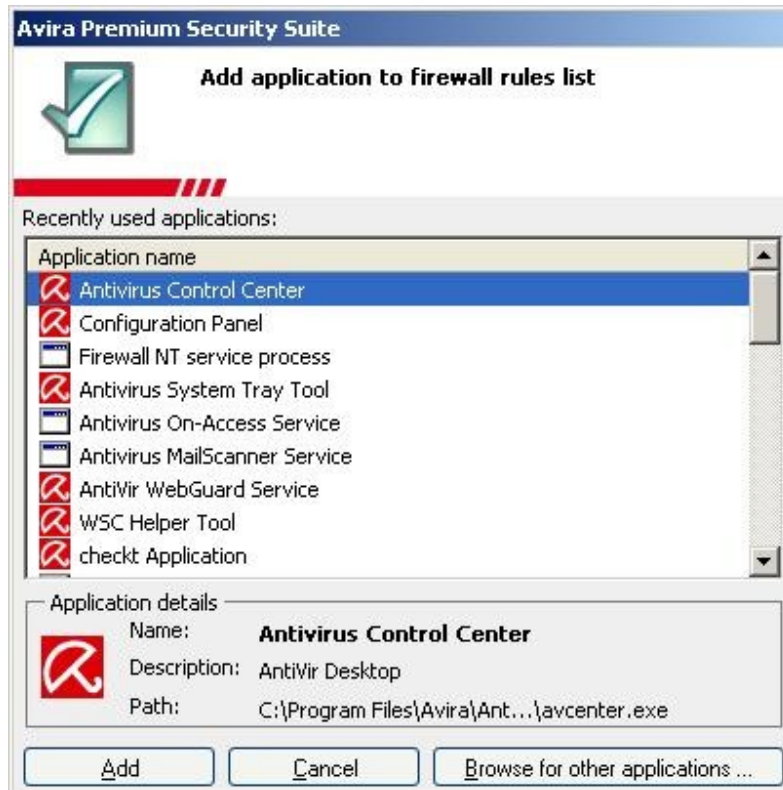 Avira Premium Security Suite
Add application to firewall rules list
Recently used applications:
Application name
Antivirus Control Center
Configuration Panel
Firewall NT service process
Antivirus System Tray Tool
Antivirus On-Access Service
Antivirus MailScanner Service
AntiVir WebGuard Service
WSC Helper Tool
checkt Application
Application details
Name: Antivirus Control Center
Description: AntiVir Desktop
Path: C:\Program Files\Avira\Ant...\avcenter.exe
Add Cancel Browse for other applications ...